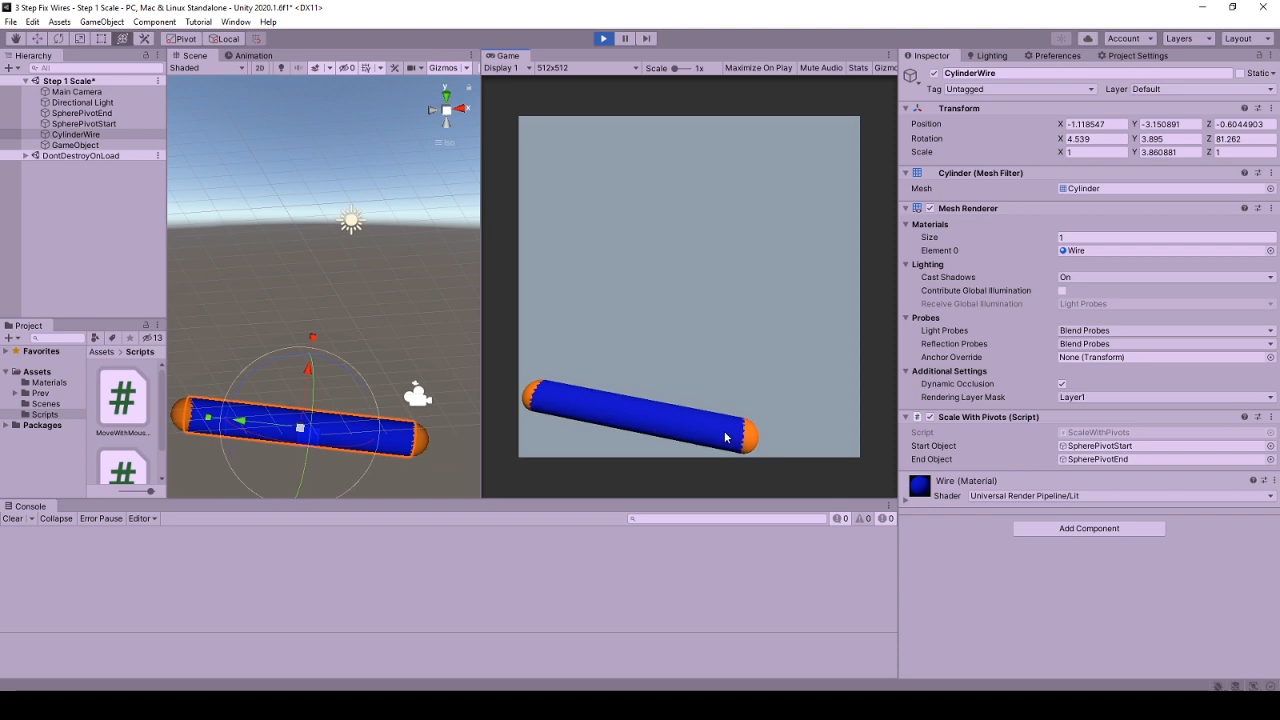 3 Step Fix Wires - Step 1 Scale - PC, Mac & Linux Standalone - Unity 2020.1.6f1* <DX11>
File Edit Assets GameObject Component Tutorial Window Help
Pivot Local Account Layers Layout
Hierarchy
All
Step 1 Scale*
Main Camera
Directional Light
SpherePivotEnd
SpherePivotStart
CylinderWire
GameObject
DontDestroyOnLoad
Scene Animation
Shaded 2D 0 Gizmos
y
x
Iso
Game
Display 1 512x512 Scale 1x Maximize On Play Mute Audio Stats Gizmo
Project
13
Favorites
Assets
Materials
Prev
Scenes
Scripts
Packages
Assets Scripts
MoveWithMous...
Console
Clear Collapse Error Pause Editor 0 0 0
Inspector Lighting Preferences Project Settings
CylinderWire Static
Tag Untagged Layer Default
Transform
Position X -1.118547 Y -3.150891 Z -0.6044903
Rotation X 4.539 Y 3.895 Z 81.262
Scale X 1 Y 3.860881 Z 1
Cylinder (Mesh Filter)
Mesh Cylinder
Mesh Renderer
Materials
Size 1
Element 0 Wire
Lighting
Cast Shadows On
Contribute Global Illumination
Receive Global Illumination Light Probes
Probes
Light Probes Blend Probes
Reflection Probes Blend Probes
Anchor Override None (Transform)
Additional Settings
Dynamic Occlusion
Rendering Layer Mask Layer1
Scale With Pivots (Script)
Script ScaleWithPivots
Start Object SpherePivotStart
End Object SpherePivotEnd
Wire (Material)
Shader Universal Render Pipeline/Lit
Add Component